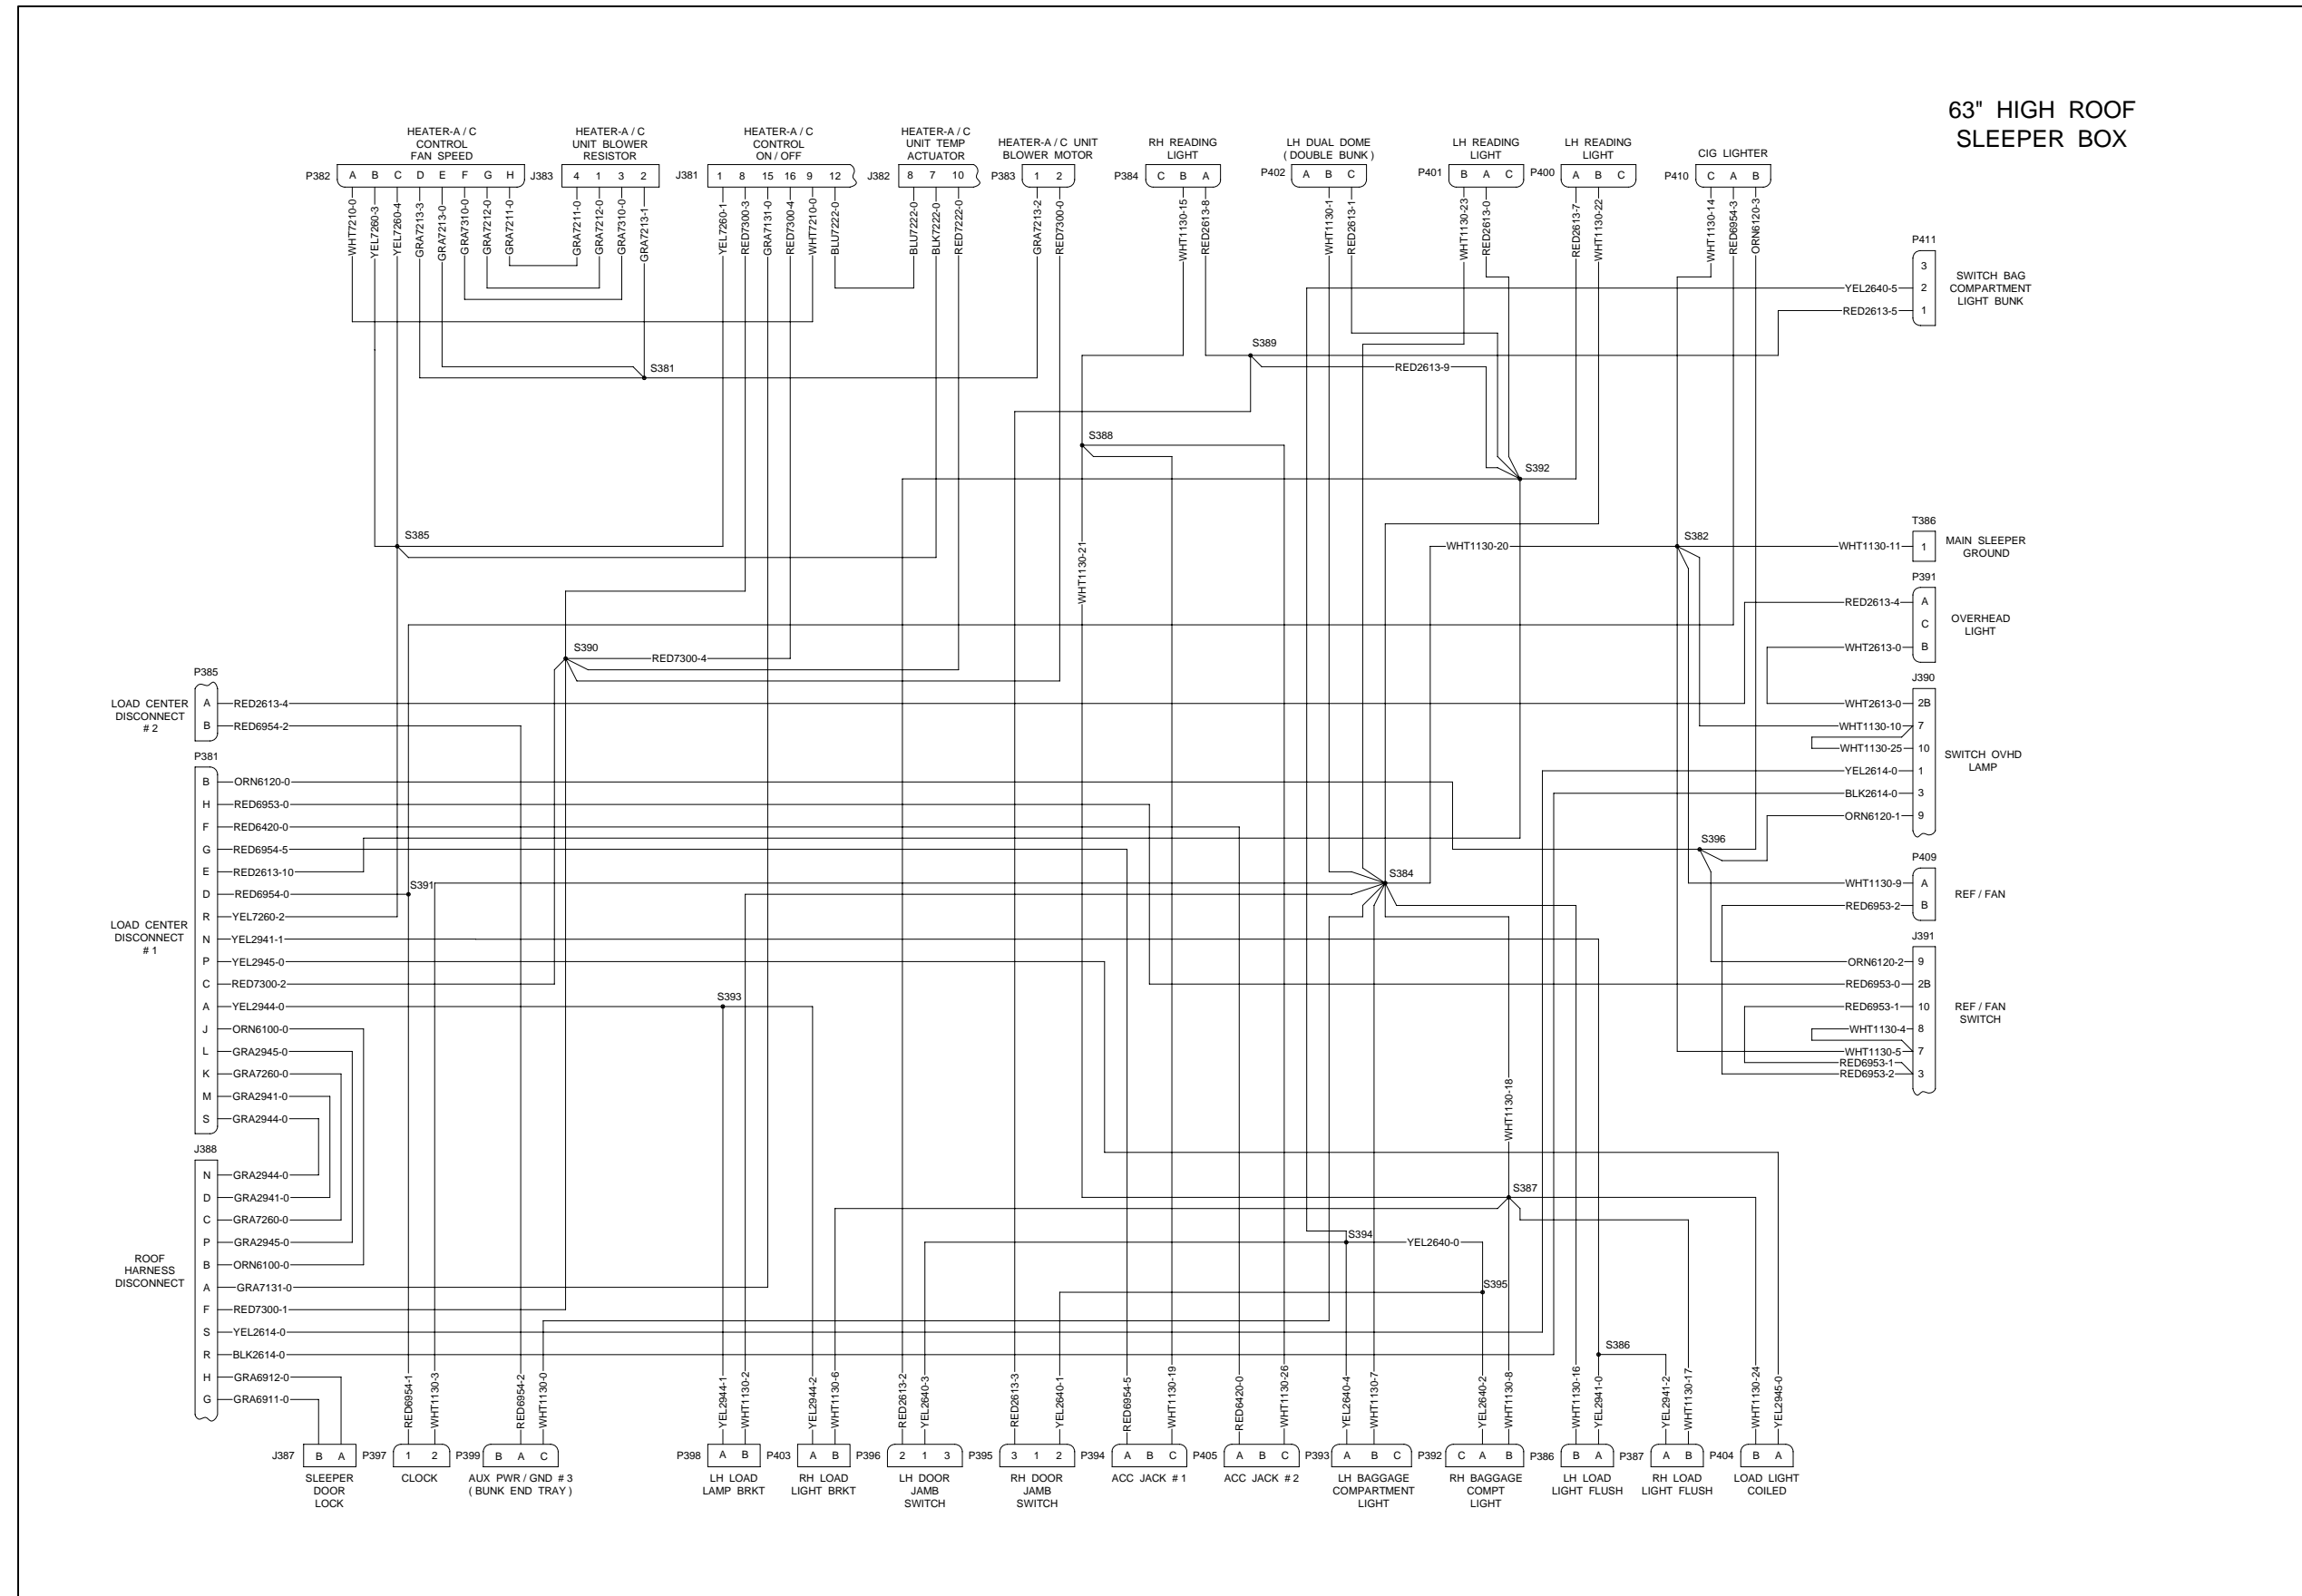 63" HIGH ROOF
SLEEPER BOX
HEATER-A / C
CONTROL
FAN SPEED
P382 A B C D E F G H
WHT7210-0
YEL7260-3
YEL7260-4
GRA7213-3
GRA7213-0
GRA7310-0
GRA7212-0
GRA7211-0
HEATER-A / C
UNIT BLOWER
RESISTOR
J383 4 1 3 2
GRA7211-0
GRA7212-0
GRA7310-0
GRA7213-1
HEATER-A / C
CONTROL
ON / OFF
J381 1 8 15 16 9 12
YEL7260-1
RED7300-3
GRA7131-0
RED7300-4
WHT7210-0
BLU7222-0
HEATER-A / C
UNIT TEMP
ACTUATOR
J382 8 7 10
BLU7222-0
BLK7222-0
RED7222-0
HEATER-A / C UNIT
BLOWER MOTOR
P383 1 2
GRA7213-2
RED7300-0
RH READING
LIGHT
P384 C B A
WHT1130-15
RED2613-8
LH DUAL DOME
( DOUBLE BUNK )
P402 A B C
WHT1130-1
RED2613-1
LH READING
LIGHT
P401 B A C
WHT1130-23
RED2613-0
LH READING
LIGHT
P400 A B C
RED2613-7
WHT1130-22
CIG LIGHTER
P410 C A B
WHT1130-14
RED6954-3
ORN6120-3
P411
3
YEL2640-5 2
RED2613-5 1
SWITCH BAG
COMPARTMENT
LIGHT BUNK
S381
S389
RED2613-9
S388
S392
S385
WHT1130-21
WHT1130-20
S382
T386
WHT1130-11 1
MAIN SLEEPER
GROUND
P391
RED2613-4 A
C
WHT2613-0 B
OVERHEAD
LIGHT
S390
RED7300-4
J390
WHT2613-0 2B
WHT1130-10 7
WHT1130-25 10
YEL2614-0 1
BLK2614-0 3
ORN6120-1 9
SWITCH OVHD
LAMP
P385
LOAD CENTER
DISCONNECT
# 2
A RED2613-4
B RED6954-2
P381
LOAD CENTER
DISCONNECT
# 1
B ORN6120-0
H RED6953-0
F RED6420-0
G RED6954-5
E RED2613-10
D RED6954-0
R YEL7260-2
N YEL2941-1
P YEL2945-0
C RED7300-2
A YEL2944-0
J ORN6100-0
L GRA2945-0
K GRA7260-0
M GRA2941-0
S GRA2944-0
S391
S396
S384
S393
P409
WHT1130-9 A
RED6953-2 B
REF / FAN
J391
ORN6120-2 9
RED6953-0 2B
RED6953-1 10
WHT1130-4 8
WHT1130-5 7
RED6953-1
RED6953-2 3
REF / FAN
SWITCH
WHT1130-18
J388
ROOF
HARNESS
DISCONNECT
N GRA2944-0
D GRA2941-0
C GRA7260-0
P GRA2945-0
B ORN6100-0
A GRA7131-0
F RED7300-1
S YEL2614-0
R BLK2614-0
H GRA6912-0
G GRA6911-0
S387
S394
YEL2640-0
S395
S386
J387 B A
SLEEPER
DOOR
LOCK
RED6954-1
WHT1130-3
P397 1 2
CLOCK
RED6954-2
WHT1130-0
P399 B A C
AUX PWR / GND # 3
( BUNK END TRAY )
YEL2944-1
WHT1130-2
P398 A B
LH LOAD
LAMP BRKT
YEL2944-2
WHT1130-6
P403 A B
RH LOAD
LIGHT BRKT
RED2613-2
YEL2640-3
P396 2 1 3
LH DOOR
JAMB
SWITCH
RED2613-3
YEL2640-1
P395 3 1 2
RH DOOR
JAMB
SWITCH
RED6954-5
WHT1130-19
P394 A B C
ACC JACK # 1
RED6420-0
WHT1130-26
P405 A B C
ACC JACK # 2
YEL2640-4
WHT1130-7
P393 A B C
LH BAGGAGE
COMPARTMENT
LIGHT
YEL2640-2
WHT1130-8
P392 C A B
RH BAGGAGE
COMPT
LIGHT
WHT1130-16
YEL2941-0
P386 B A
LH LOAD
LIGHT FLUSH
YEL2941-2
WHT1130-17
P387 A B
RH LOAD
LIGHT FLUSH
WHT1130-24
YEL2945-0
P404 B A
LOAD LIGHT
COILED